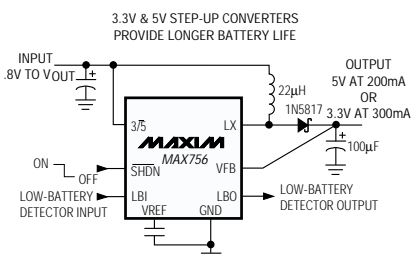 3.3V & 5V STEP-UP CONVERTERS
PROVIDE LONGER BATTERY LIFE
INPUT
.8V TO VOUT
OUTPUT
5V AT 200mA
OR
3.3V AT 300mA
22μH
1N5817
3/5̅
LX
MAXIM
MAX756
+
+
100μF
ON
OFF
S̅H̅D̅N̅
VFB
LOW-BATTERY
DETECTOR INPUT
LBI
LBO
LOW-BATTERY
DETECTOR OUTPUT
VREF
GND